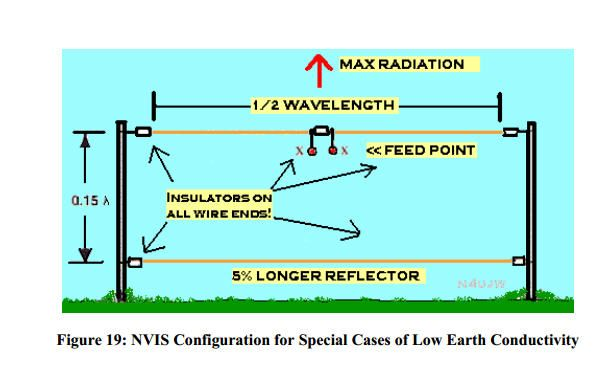 MAX RADIATION
1/2 WAVELENGTH
X X << FEED POINT
0.15 λ
INSULATORS ON
ALL WIRE ENDS!
5% LONGER REFLECTOR
N4UJW
Figure 19: NVIS Configuration for Special Cases of Low Earth Conductivity